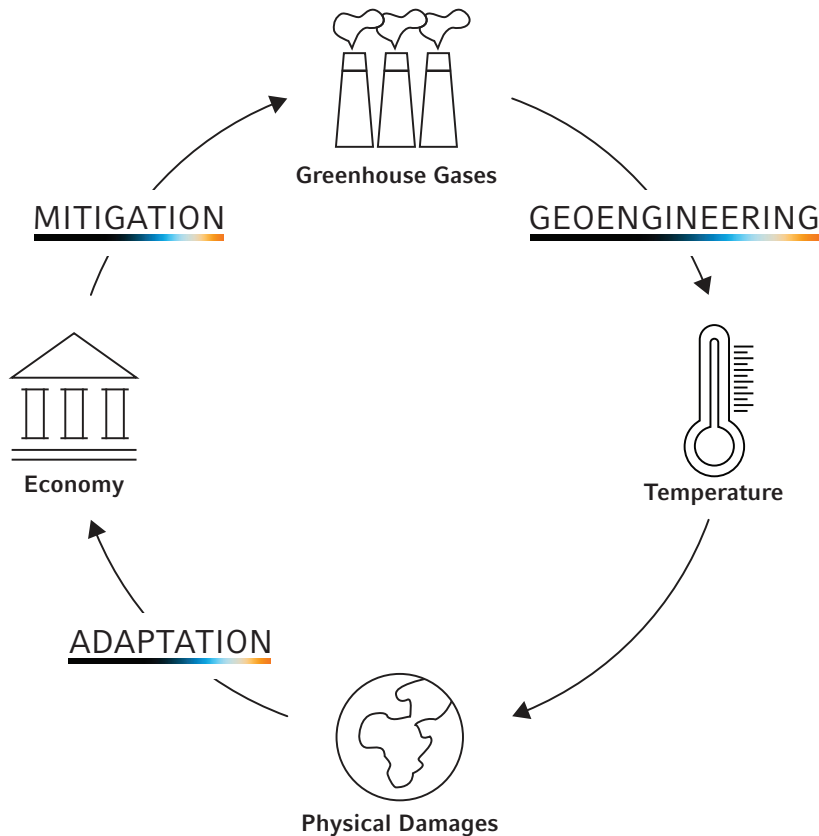 Greenhouse Gases
MITIGATION
GEOENGINEERING
Economy
Temperature
ADAPTATION
Physical Damages